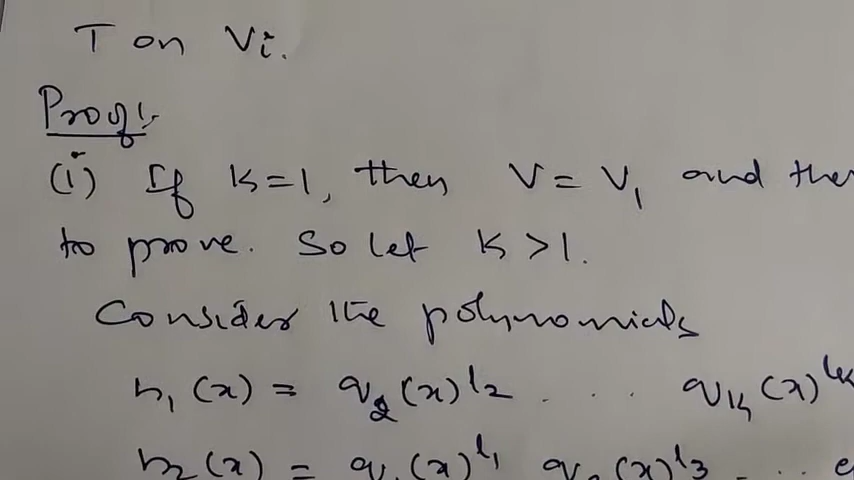 T on Vi.
Proof:
(i) If k=1, then V = V₁ and
to prove. So let k >1.
Consider the polynomials
h₁(x) = q₂(x)^l₂ . . . qₖ(x)^lₖ
h₂(x) = q₁(x)^l₁ q₃(x)^l₃ . . .